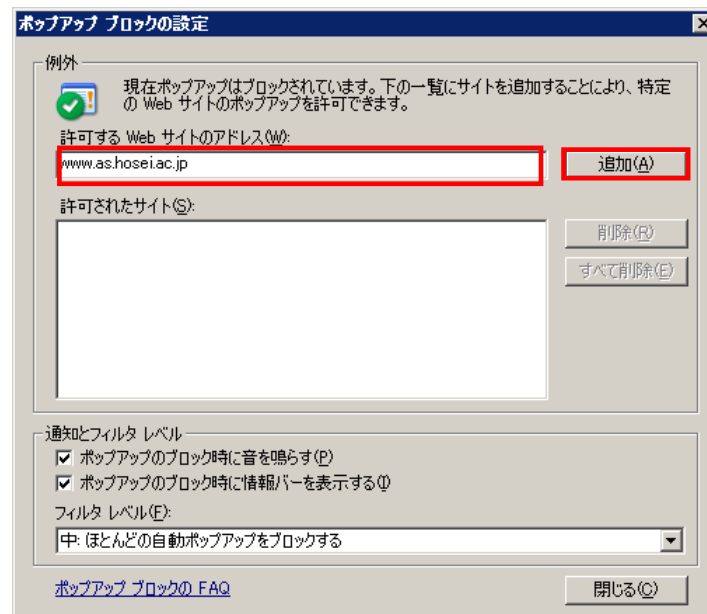 ポップアップ ブロックの設定
例外
現在ポップアップはブロックされています。下の一覧にサイトを追加することにより、特定
の Web サイトのポップアップを許可できます。
許可する Web サイトのアドレス(W):
www.as.hosei.ac.jp
追加(A)
許可されたサイト(S):
削除(R)
すべて削除(E)
通知とフィルタ レベル
ポップアップのブロック時に音を鳴らす(P)
ポップアップのブロック時に情報バーを表示する(I)
フィルタ レベル(F):
中: ほとんどの自動ポップアップをブロックする
ポップアップ ブロックの FAQ
閉じる(C)